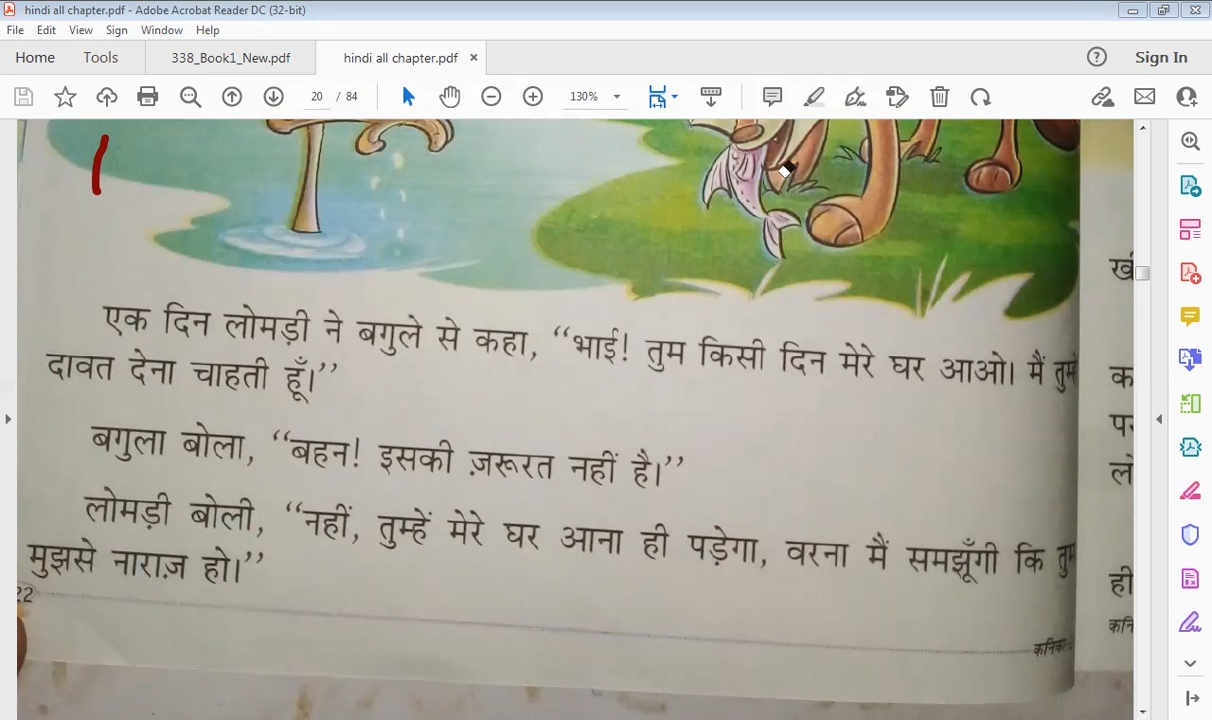 hindi all chapter.pdf - Adobe Acrobat Reader DC (32-bit)
File Edit View Sign Window Help
Home Tools 338_Book1_New.pdf hindi all chapter.pdf × Sign In
20 / 84 130%
एक दिन लोमड़ी ने बगुले से कहा, “भाई! तुम किसी दिन मेरे घर आओ। मैं
दावत देना चाहती हूँ।”
बगुला बोला, “बहन! इसकी ज़रूरत नहीं है।”
लोमड़ी बोली, “नहीं, तुम्हें मेरे घर आना ही पड़ेगा, वरना मैं समझूँगी कि तुम
मुझसे नाराज़ हो।”
22